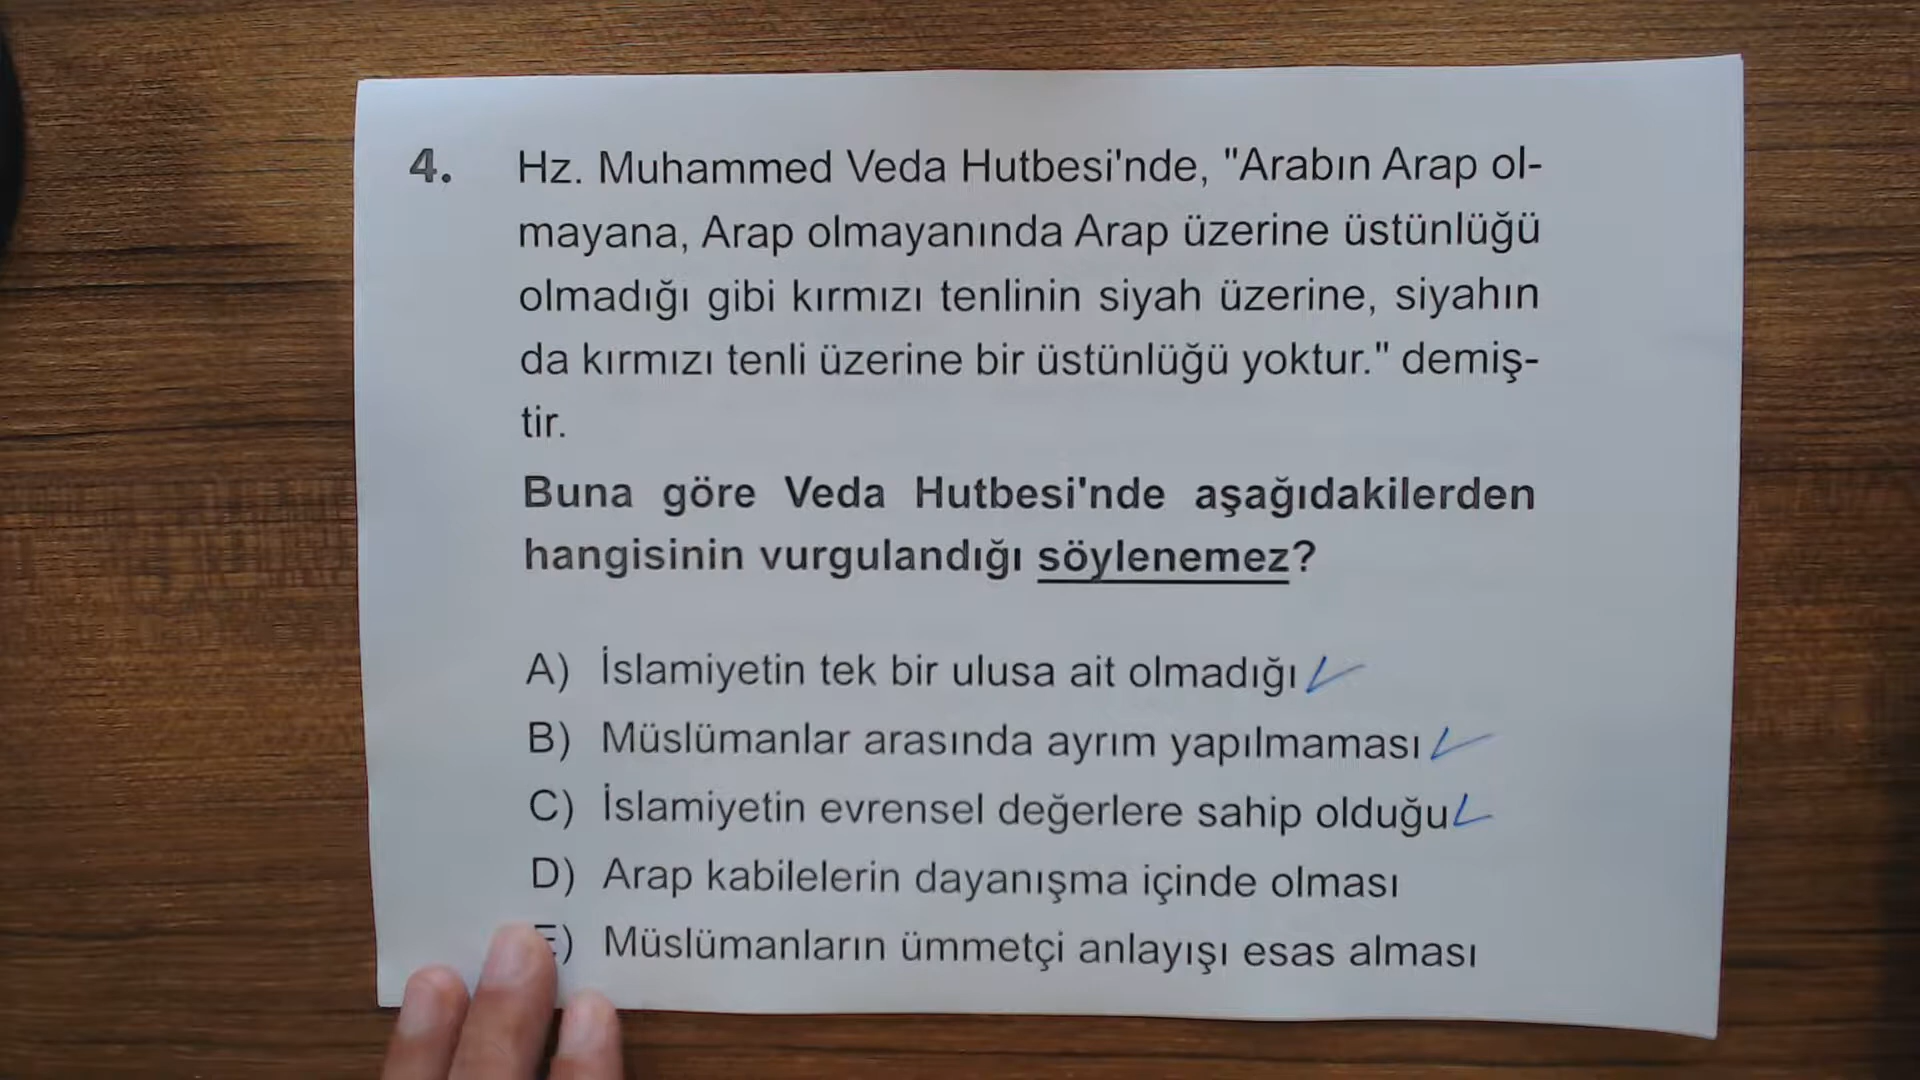 4. Hz. Muhammed Veda Hutbesi'nde, "Arabın Arap ol-
mayana, Arap olmayanında Arap üzerine üstünlüğü
olmadığı gibi kırmızı tenlinin siyah üzerine, siyahın
da kırmızı tenli üzerine bir üstünlüğü yoktur." demiş-
tir.
Buna göre Veda Hutbesi'nde aşağıdakilerden
hangisinin vurgulandığı söylenemez?
A) İslamiyetin tek bir ulusa ait olmadığı
B) Müslümanlar arasında ayrım yapılmaması
C) İslamiyetin evrensel değerlere sahip olduğu
D) Arap kabilelerin dayanışma içinde olması
E) Müslümanların ümmetçi anlayışı esas alması